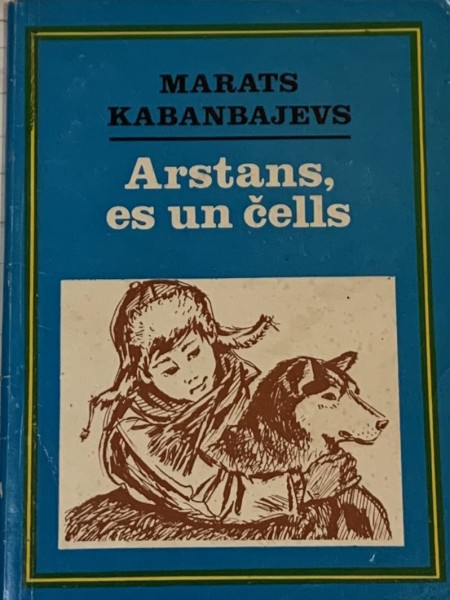 MARATS
KABANBAJEVS
Arstans,
es un čells